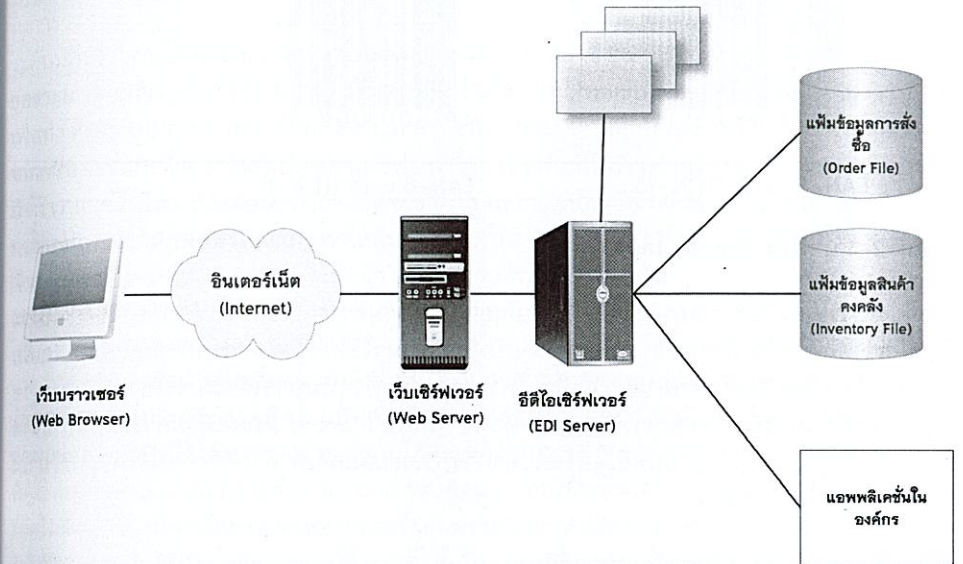 แฟ้มข้อมูลการสั่ง
ซื้อ
(Order File)
อินเตอร์เน็ต
(Internet)
แฟ้มข้อมูลสินค้า
คงคลัง
(Inventory File)
เว็บบราวเซอร์
(Web Browser)
เว็บเซิร์ฟเวอร์
(Web Server)
อีดีไอเซิร์ฟเวอร์
(EDI Server)
แอพพลิเคชั่นใน
องค์กร